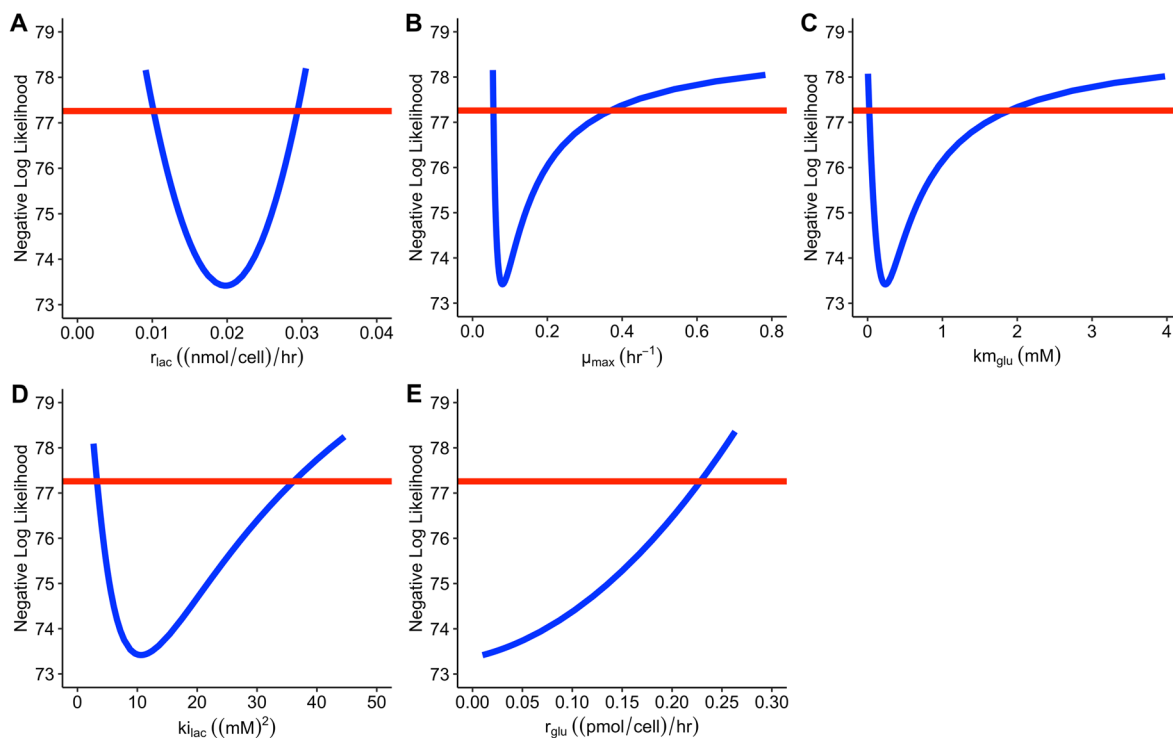 A
Negative Log Likelihood
79
78
77
76
75
74
73
0.00 0.01 0.02 0.03 0.04
r_lac ((nmol/cell)/hr)
B
Negative Log Likelihood
79
78
77
76
75
74
73
0.0 0.2 0.4 0.6 0.8
μ_max (hr⁻¹)
C
Negative Log Likelihood
79
78
77
76
75
74
73
0 1 2 3 4
km_glu (mM)
D
Negative Log Likelihood
79
78
77
76
75
74
73
0 10 20 30 40 50
ki_lac ((mM)²)
E
Negative Log Likelihood
79
78
77
76
75
74
73
0.00 0.05 0.10 0.15 0.20 0.25 0.30
r_glu ((pmol/cell)/hr)